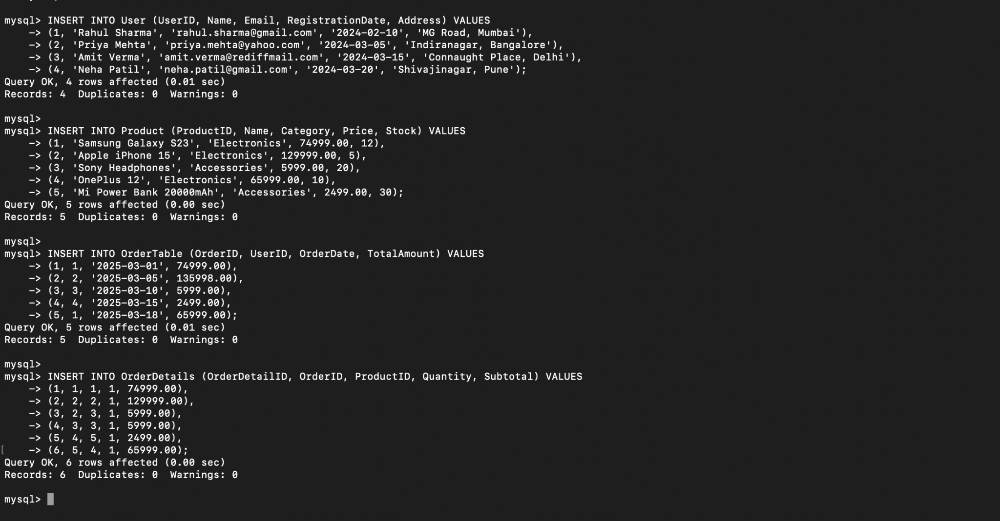 mysql> INSERT INTO User (UserID, Name, Email, RegistrationDate, Address) VALUES
    -> (1, 'Rahul Sharma', 'rahul.sharma@gmail.com', '2024-02-10', 'MG Road, Mumbai'),
    -> (2, 'Priya Mehta', 'priya.mehta@yahoo.com', '2024-03-05', 'Indiranagar, Bangalore'),
    -> (3, 'Amit Verma', 'amit.verma@rediffmail.com', '2024-03-15', 'Connaught Place, Delhi'),
    -> (4, 'Neha Patil', 'neha.patil@gmail.com', '2024-03-20', 'Shivajinagar, Pune');
Query OK, 4 rows affected (0.01 sec)
Records: 4  Duplicates: 0  Warnings: 0

mysql>
mysql> INSERT INTO Product (ProductID, Name, Category, Price, Stock) VALUES
    -> (1, 'Samsung Galaxy S23', 'Electronics', 74999.00, 12),
    -> (2, 'Apple iPhone 15', 'Electronics', 129999.00, 5),
    -> (3, 'Sony Headphones', 'Accessories', 5999.00, 20),
    -> (4, 'OnePlus 12', 'Electronics', 65999.00, 10),
    -> (5, 'Mi Power Bank 20000mAh', 'Accessories', 2499.00, 30);
Query OK, 5 rows affected (0.00 sec)
Records: 5  Duplicates: 0  Warnings: 0

mysql>
mysql> INSERT INTO OrderTable (OrderID, UserID, OrderDate, TotalAmount) VALUES
    -> (1, 1, '2025-03-01', 74999.00),
    -> (2, 2, '2025-03-05', 135998.00),
    -> (3, 3, '2025-03-10', 5999.00),
    -> (4, 4, '2025-03-15', 2499.00),
    -> (5, 1, '2025-03-18', 65999.00);
Query OK, 5 rows affected (0.01 sec)
Records: 5  Duplicates: 0  Warnings: 0

mysql>
mysql> INSERT INTO OrderDetails (OrderDetailID, OrderID, ProductID, Quantity, Subtotal) VALUES
    -> (1, 1, 1, 1, 74999.00),
    -> (2, 2, 2, 1, 129999.00),
    -> (3, 2, 3, 1, 5999.00),
    -> (4, 3, 3, 1, 5999.00),
    -> (5, 4, 5, 1, 2499.00),
[    -> (6, 5, 4, 1, 65999.00);
Query OK, 6 rows affected (0.00 sec)
Records: 6  Duplicates: 0  Warnings: 0

mysql>